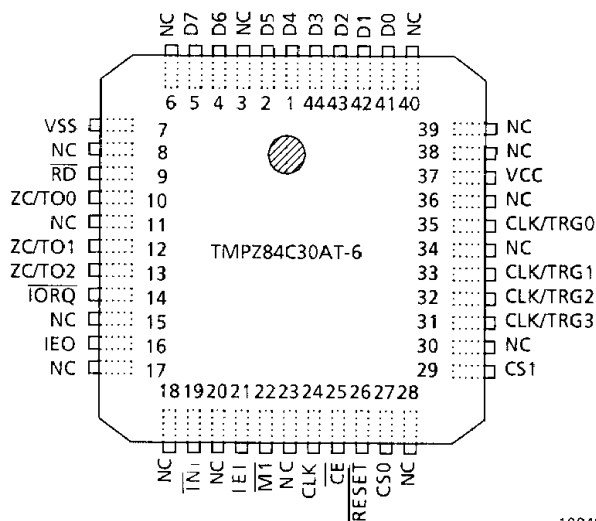 NC D7 D6 NC D5 D4 D3 D2 D1 D0 NC
6 5 4 3 2 1 44 43 42 41 40
VSS 7
NC 8
RD 9
ZC/TO0 10
NC 11
ZC/TO1 12
ZC/TO2 13
IORQ 14
NC 15
IEO 16
NC 17
TMPZ84C30AT-6
39 NC
38 NC
37 VCC
36 NC
35 CLK/TRG0
34 NC
33 CLK/TRG1
32 CLK/TRG2
31 CLK/TRG3
30 NC
29 CS1
18 19 20 21 22 23 24 25 26 27 28
NC INT NC IEI M1 NC CLK CE RESET CS0 NC